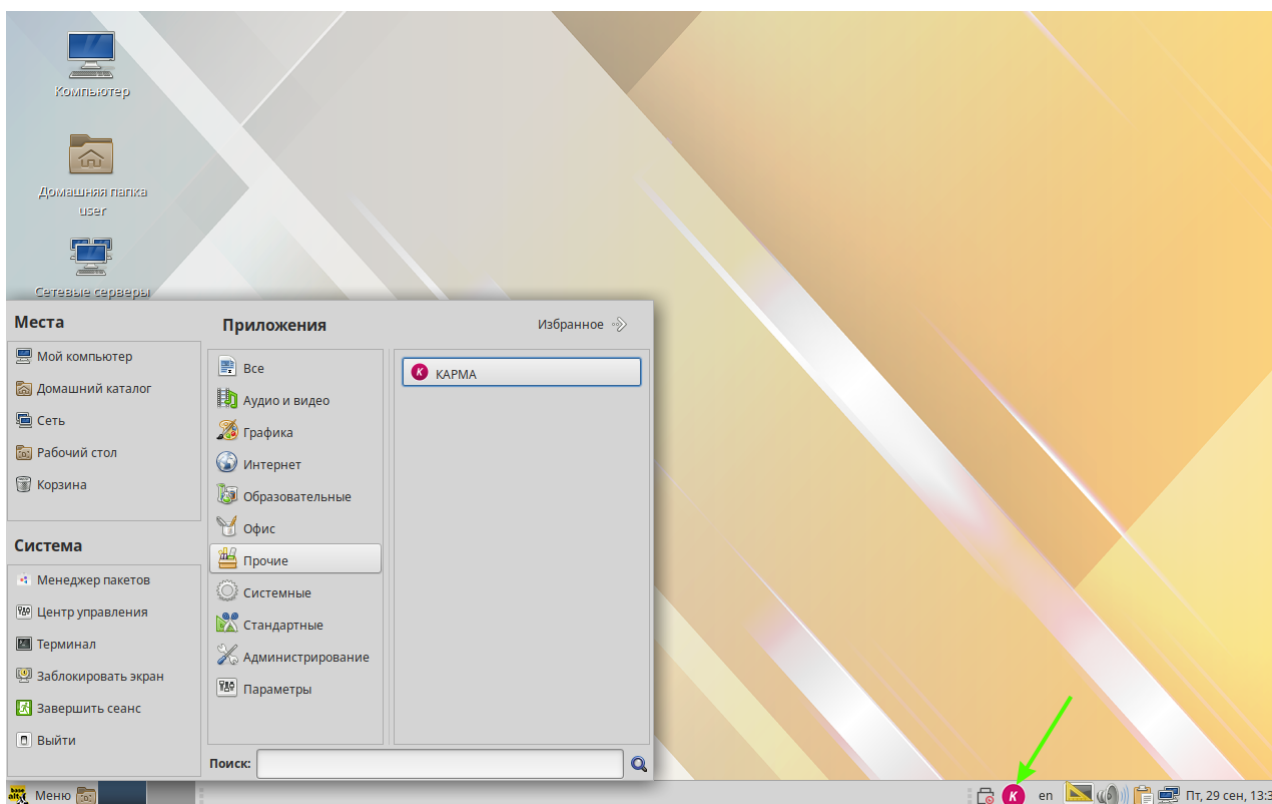 Компьютер
Домашняя папка
user
Сетевые серверы
Места
Мой компьютер
Домашний каталог
Сеть
Рабочий стол
Корзина
Система
Менеджер пакетов
Центр управления
Терминал
Заблокировать экран
Завершить сеанс
Выйти
Приложения
Избранное
Все
Аудио и видео
Графика
Интернет
Образовательные
Офис
Прочие
Системные
Стандартные
Администрирование
Параметры
К КАРМА
Поиск:
base
alt Меню
К en Пт, 29 сен, 13:3